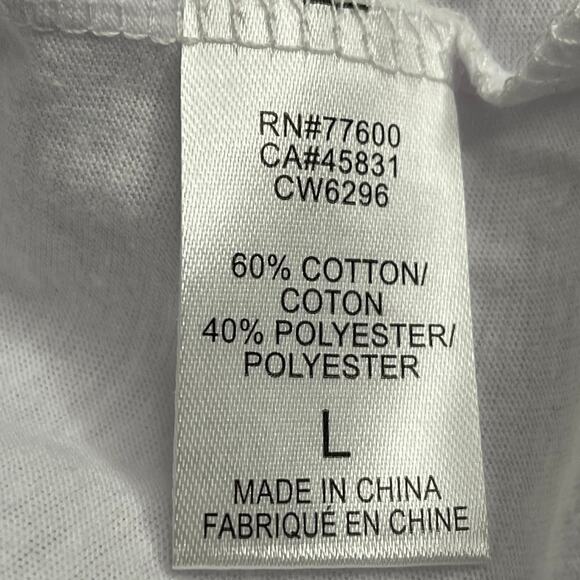 RN#77600
CA#45831
CW6296
60% COTTON/
COTON
40% POLYESTER/
POLYESTER
L
MADE IN CHINA
FABRIQUÉ EN CHINE